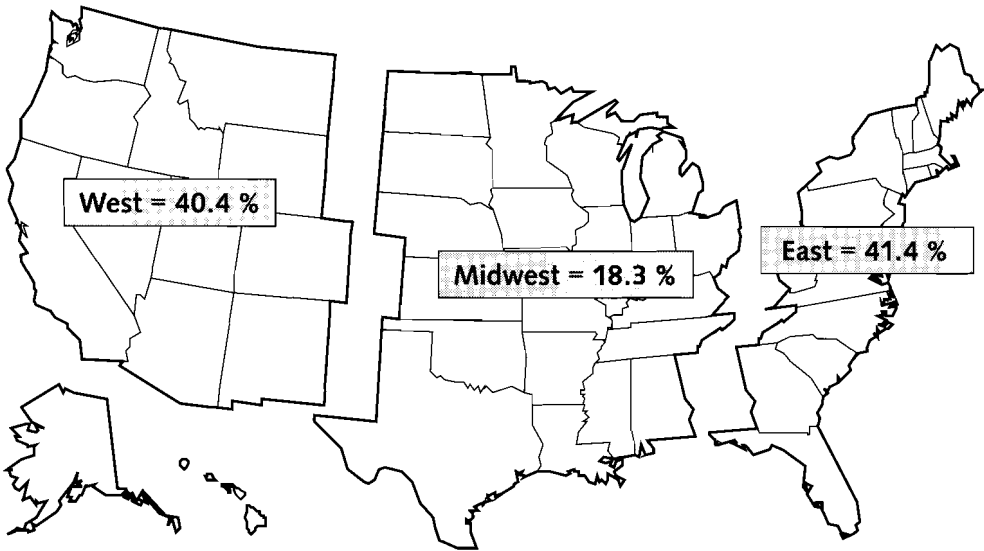 West = 40.4 %
Midwest = 18.3 %
East = 41.4 %